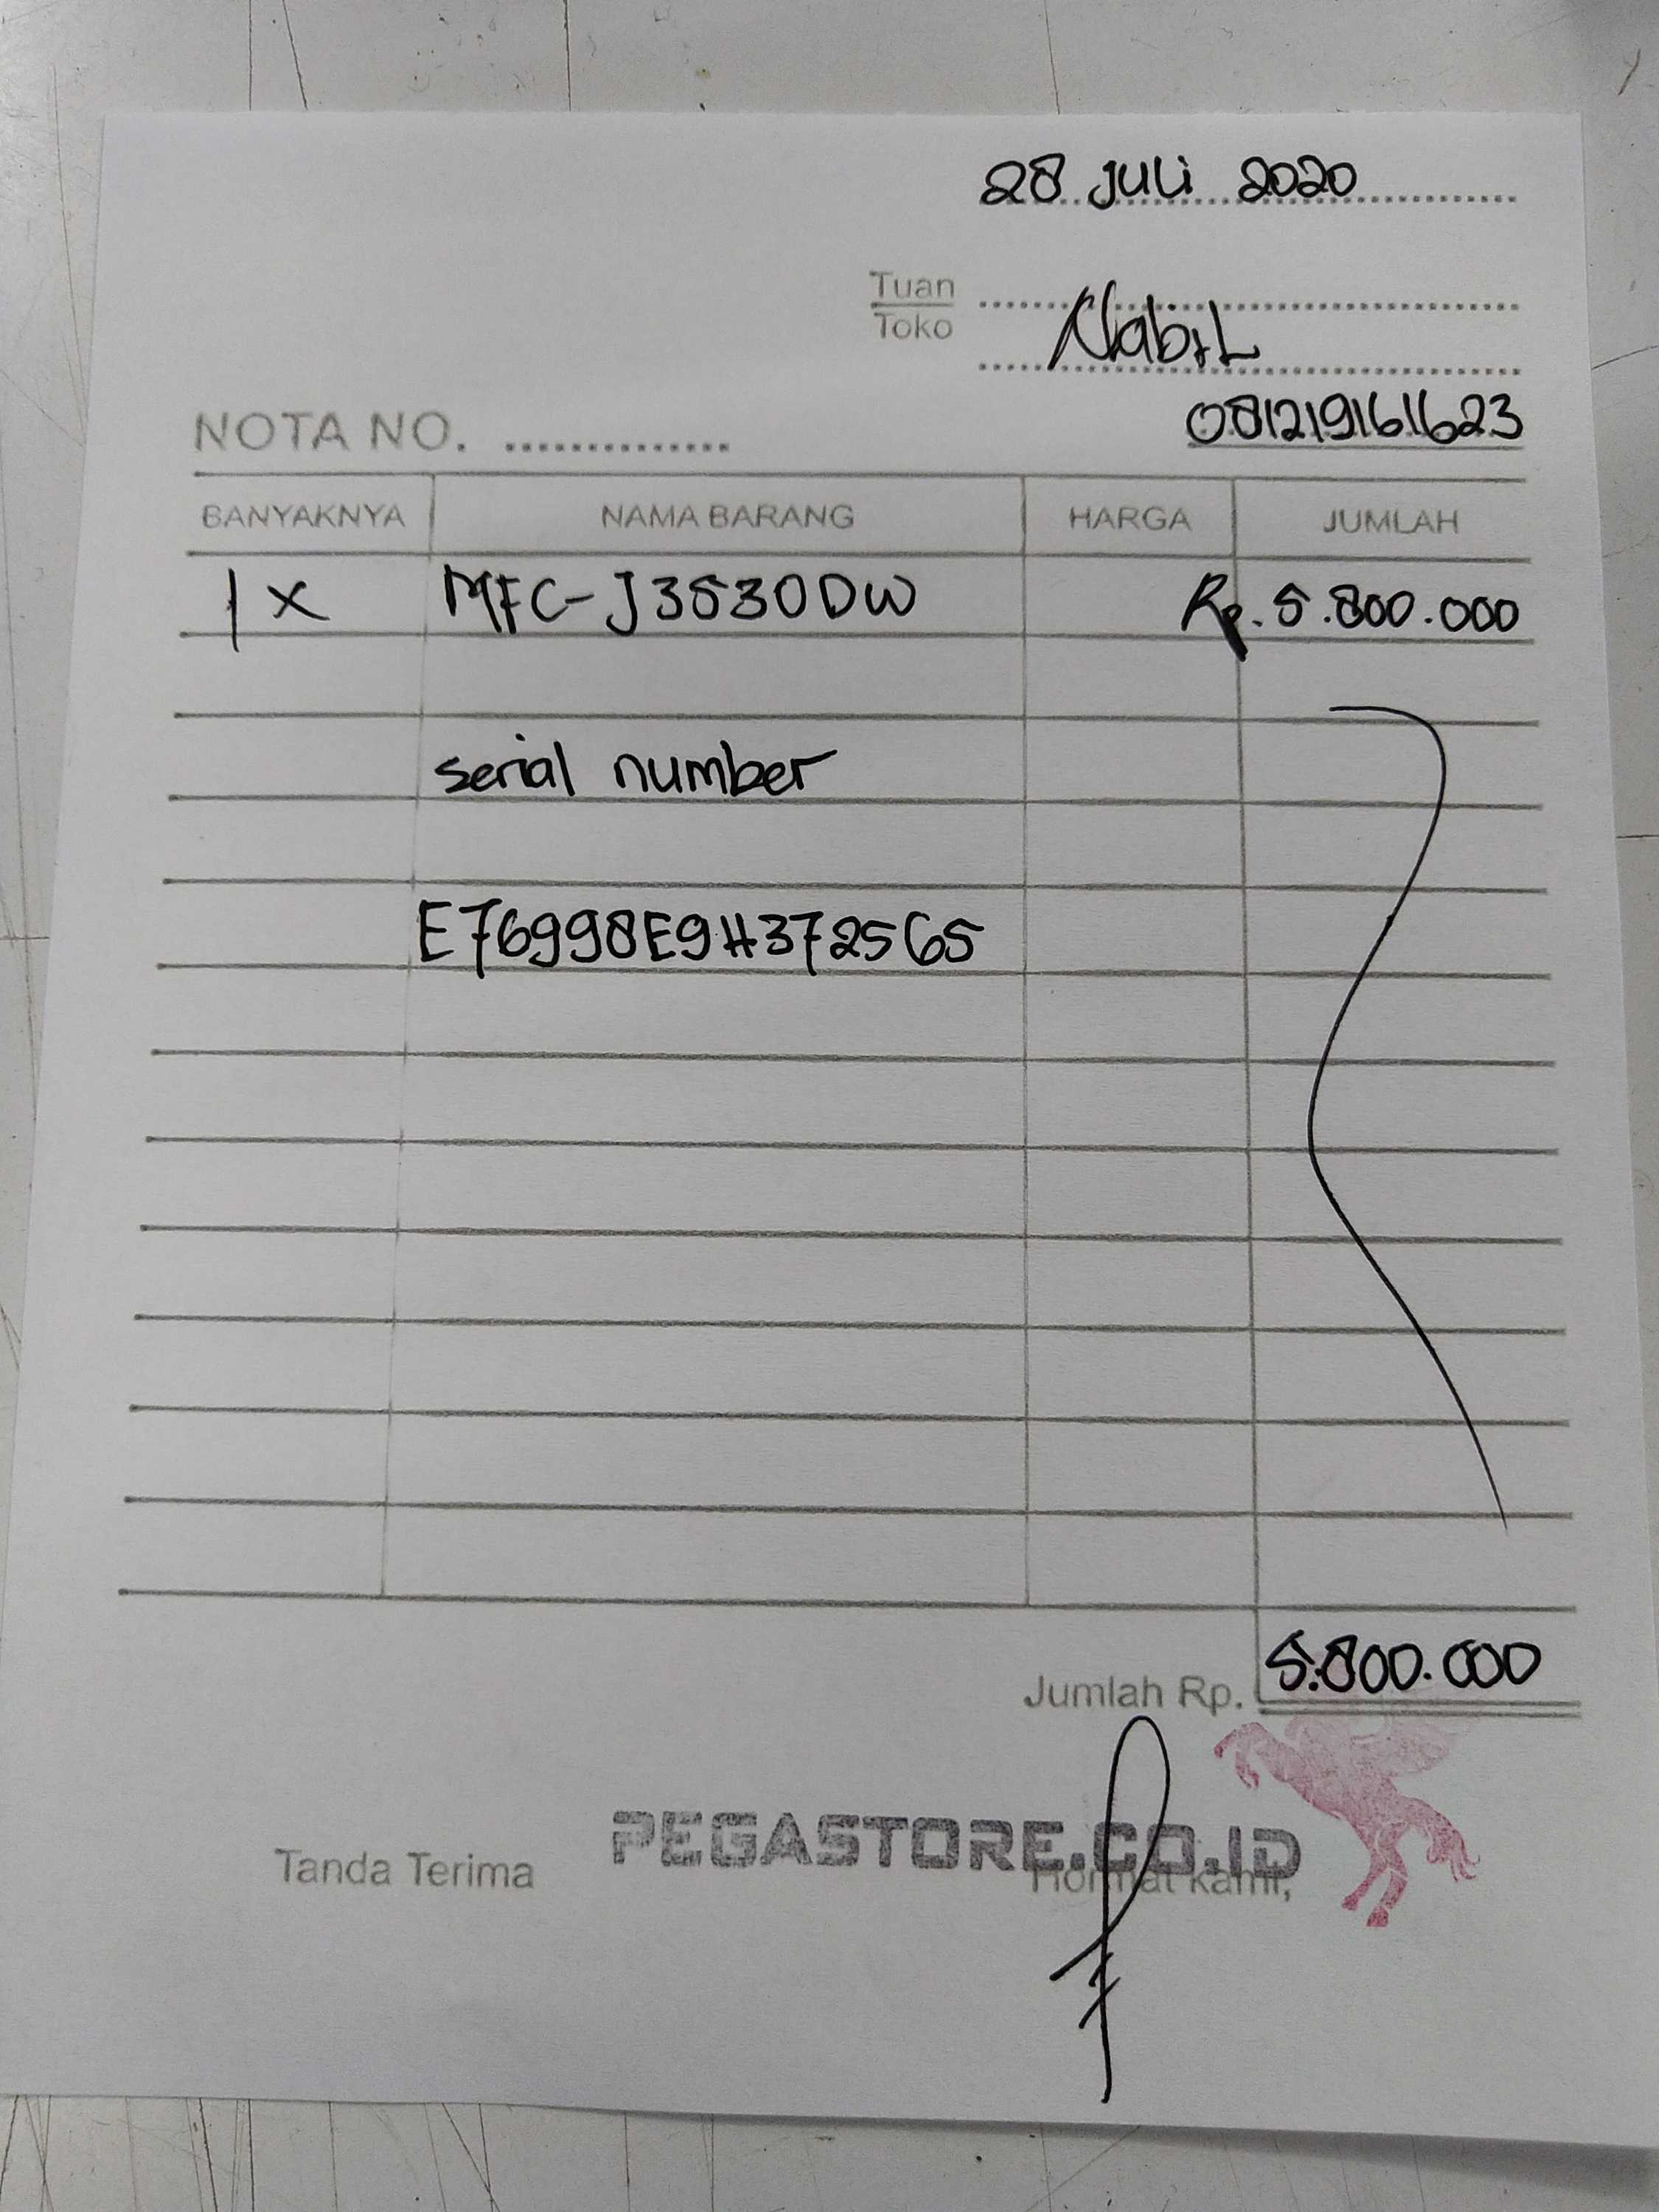 28 Juli 2020
Tuan
Toko
Nabil
081219161623
NOTA NO. ..............
BANYAKNYA NAMA BARANG HARGA JUMLAH
1 x MFC-J3530DW Rp. 5.800.000
serial number
E76998E9H372565
Jumlah Rp. 5.800.000
PEGASTORE.CO.ID
Tanda Terima Hormat kami,